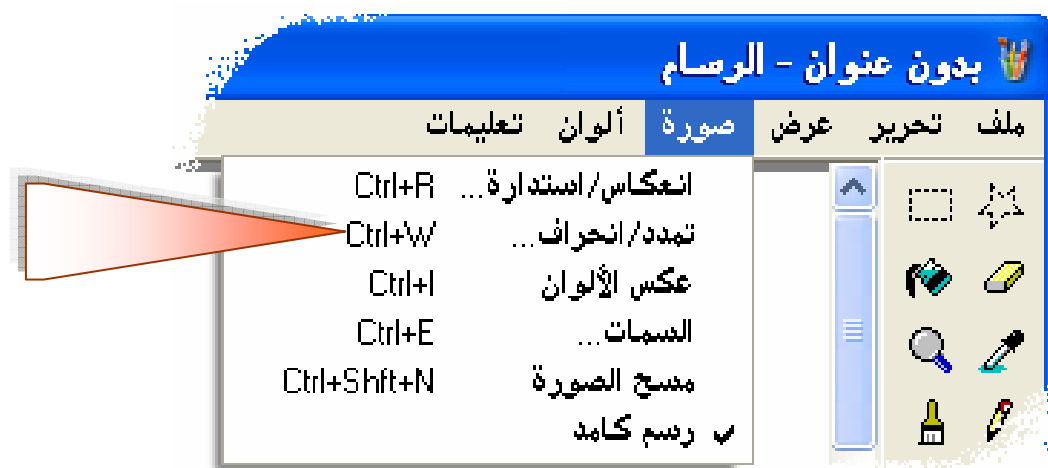 بدون عنوان - الرسام
ملف تحرير عرض صورة ألوان تعليمات
انعكاس/استدارة... Ctrl+R
تمدد/انحراف... Ctrl+W
عكس الألوان Ctrl+I
السمات... Ctrl+E
مسح الصورة Ctrl+Shft+N
رسم كامد